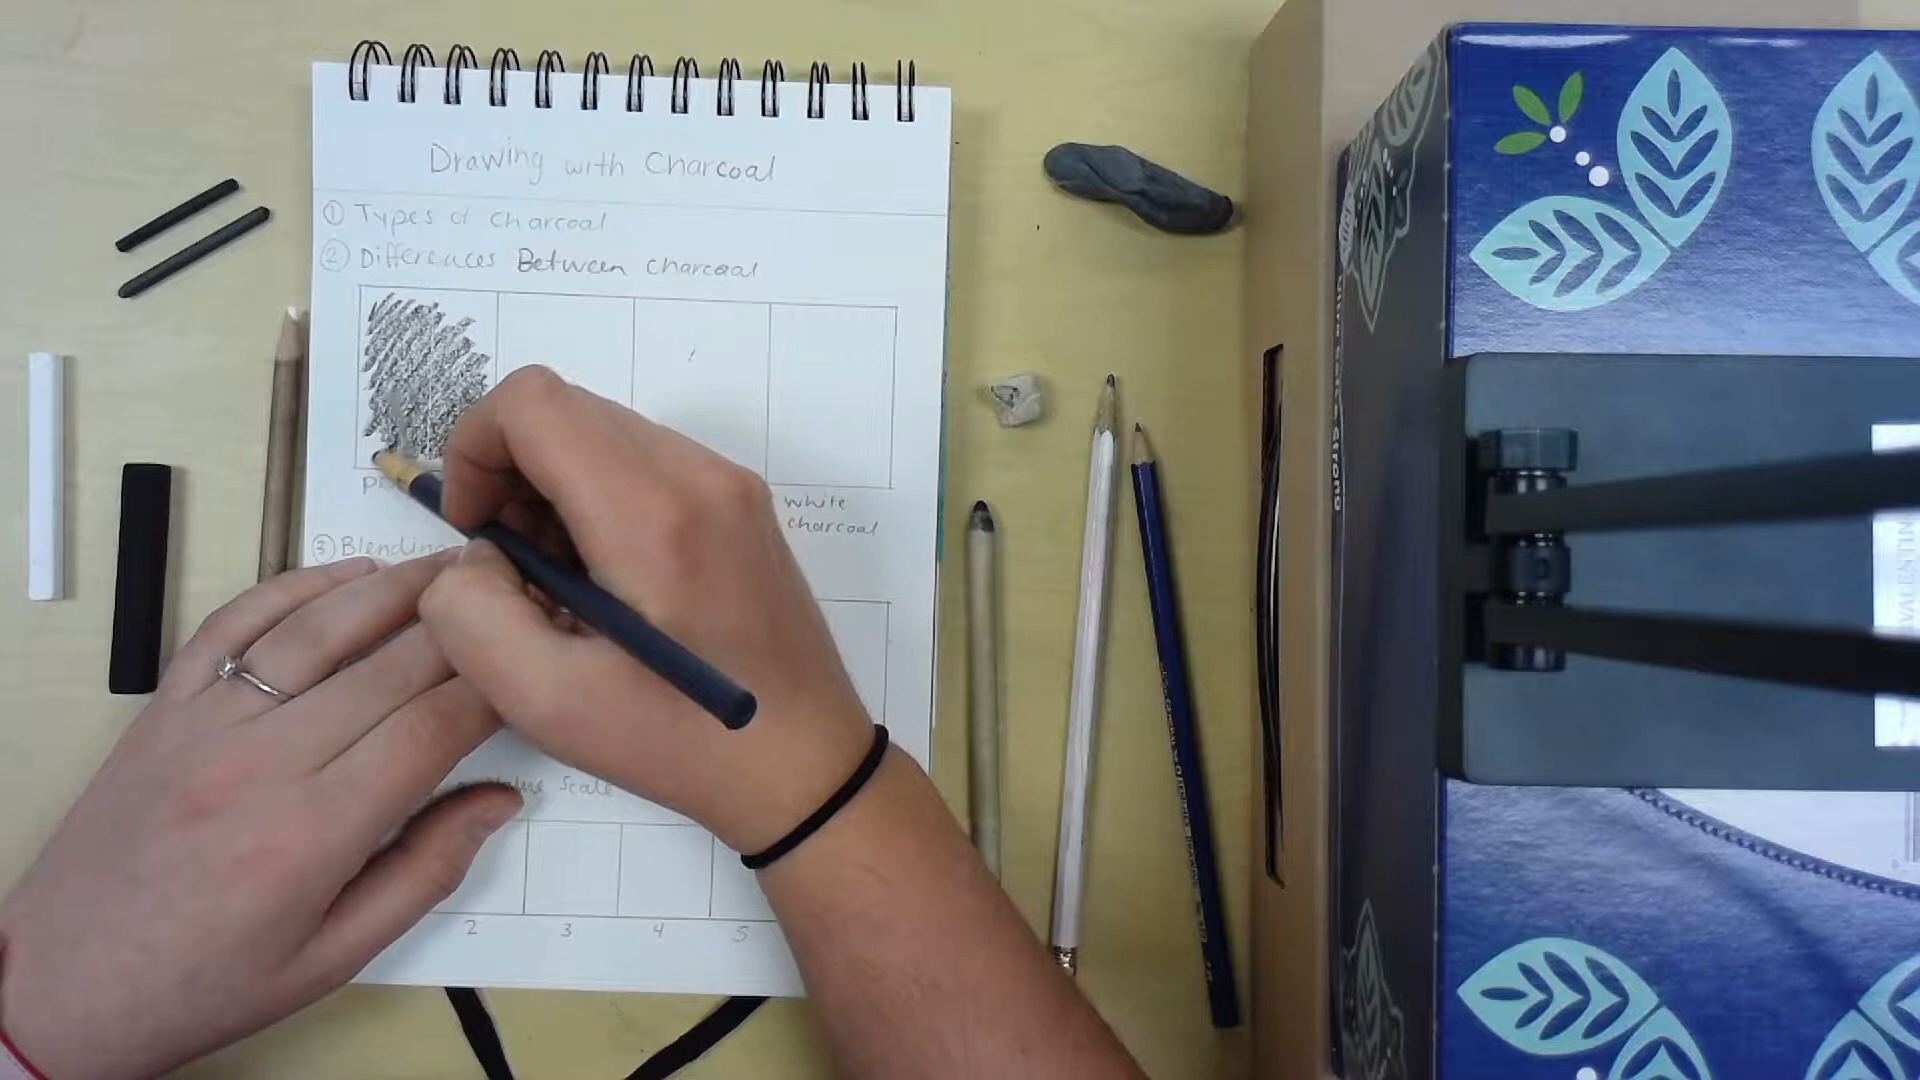 Drawing with Charcoal
① Types of charcoal
② Differences Between charcoal
white
charcoal
③ Blending
Value Scale
2 3 4 5